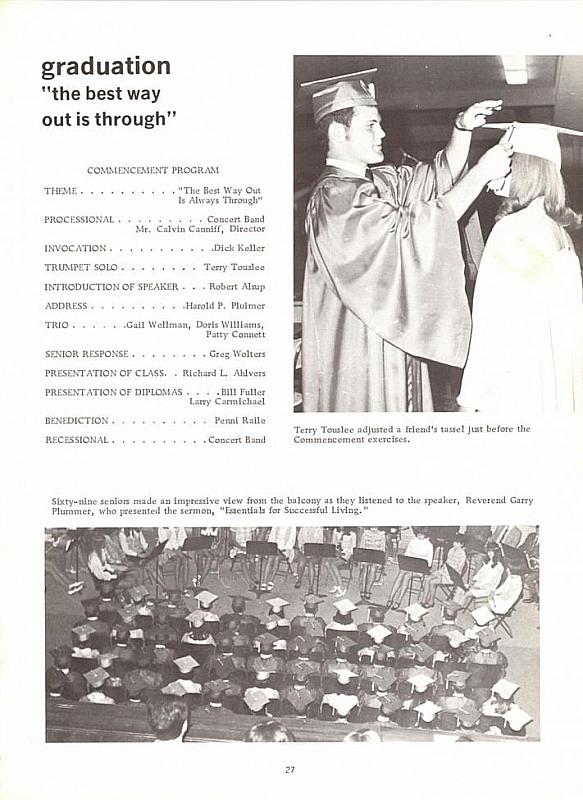 graduation
"the best way
out is through"
COMMENCEMENT PROGRAM
THEME . . . . . . . . . . "The Best Way Out
Is Always Through"
PROCESSIONAL . . . . . . . . . Concert Band
Mr. Calvin Canniff, Director
INVOCATION . . . . . . . . . . .Dick Keller
TRUMPET SOLO . . . . . . . . Terry Touslee
INTRODUCTION OF SPEAKER . . . Robert Alsup
ADDRESS . . . . . . . . . .Harold P. Pluimer
TRIO . . . . . .Gail Wellman, Doris Williams,
Patty Connett
SENIOR RESPONSE . . . . . . . . Greg Wolters
PRESENTATION OF CLASS. . Richard L. Ahlvers
PRESENTATION OF DIPLOMAS . . . .Bill Fuller
Larry Carmichael
BENEDICTION . . . . . . . . . . Penni Raile
RECESSIONAL . . . . . . . . . . Concert Band
Terry Touslee adjusted a friend's tassel just before the
Commencement exercises.
Sixty-nine seniors made an impressive view from the balcony as they listened to the speaker, Reverend Garry
Plummer, who presented the sermon, "Essentials for Successful Living."
27